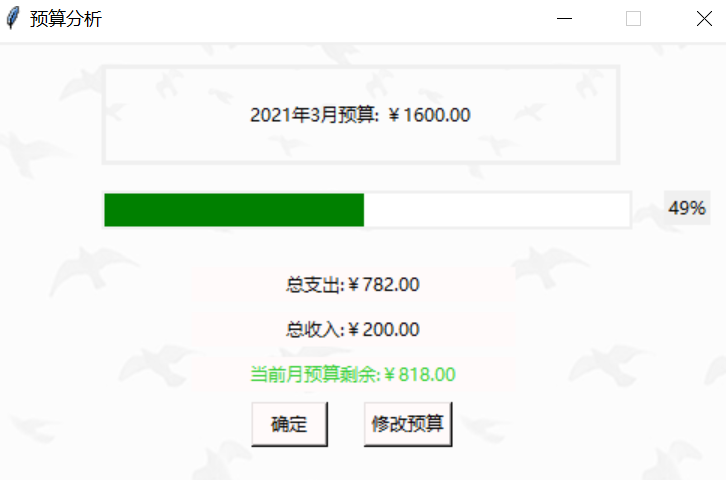 预算分析
2021年3月预算: ￥1600.00
49%
总支出:￥782.00
总收入:￥200.00
当前月预算剩余:￥818.00
确定 修改预算